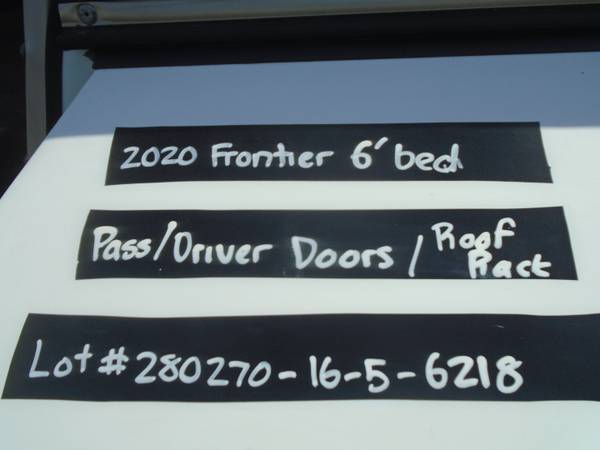 2020 Frontier 6' bed
Pass/Driver Doors / Roof Rack
Lot # 280270-16-5-6218